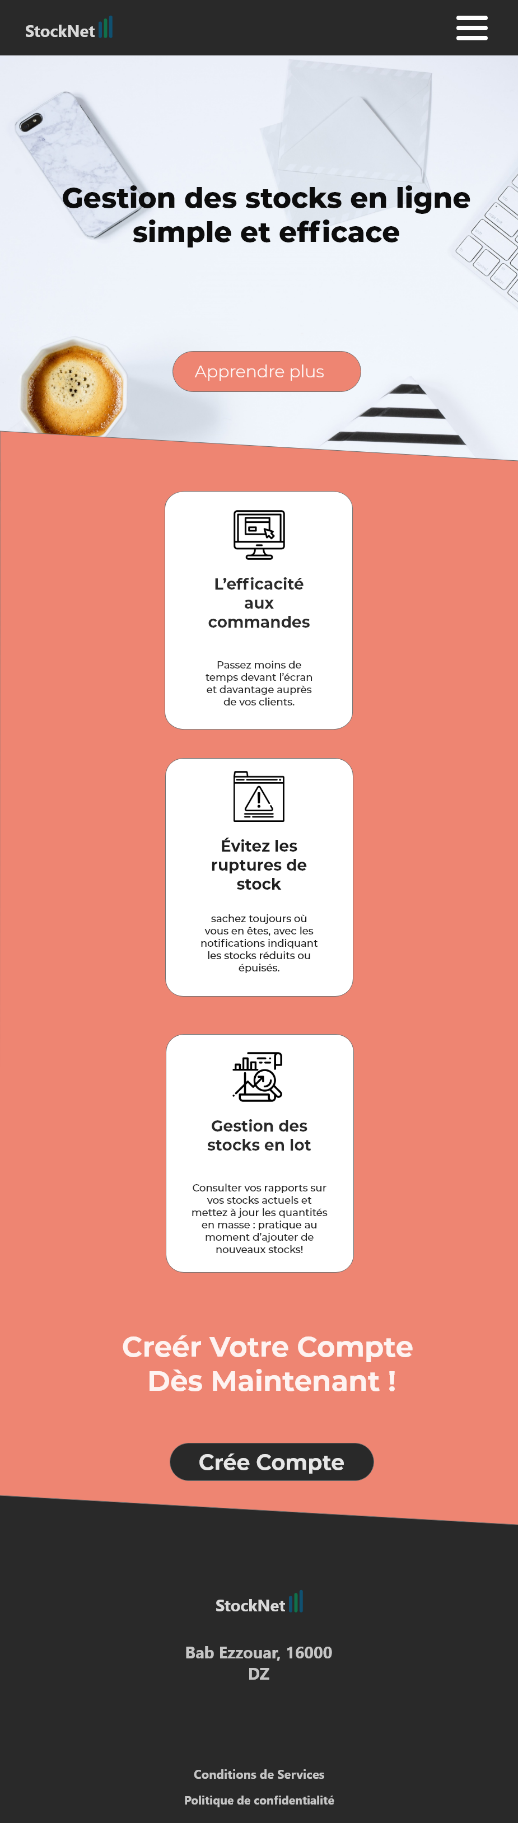 StockNet
Gestion des stocks en ligne
simple et efficace
Apprendre plus
L'efficacité
aux
commandes
Passez moins de
temps devant l'écran
et davantage auprès
de vos clients.
Évitez les
ruptures de
stock
sachez toujours où
vous en êtes, avec les
notifications indiquant
les stocks réduits ou
épuisés.
Gestion des
stocks en lot
Consulter vos rapports sur
vos stocks actuels et
mettez à jour les quantités
en masse : pratique au
moment d'ajouter de
nouveaux stocks!
Creér Votre Compte
Dès Maintenant !
Crée Compte
StockNet
Bab Ezzouar, 16000
DZ
Conditions de Services
Politique de confidentialité